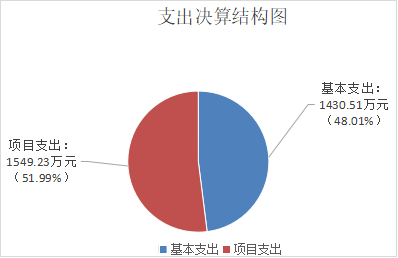 支出决算结构图
基本支出：
1430.51万元
（48.01%）
项目支出：
1549.23万元
（51.99%）
基本支出
项目支出